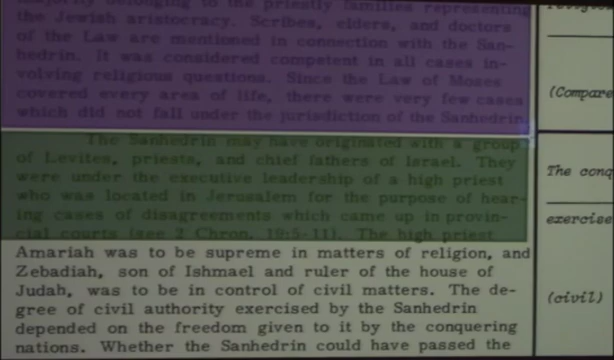 majority belonging to the priestly families representing
the Jewish aristocracy. Scribes, elders, and doctors
of the Law are mentioned in connection with the San-
hedrin. It was considered competent in all cases in-
volving religious questions. Since the Law of Moses
covered every area of life, there were very few cases
which did not fall under the jurisdiction of the Sanhedrin.
The Sanhedrin may have originated with a group
of Levites, priests, and chief fathers of Israel. They
were under the executive leadership of a high priest
who was located in Jerusalem for the purpose of hear-
ing cases of disagreements which came up in provin-
cial courts (see 2 Chron. 19:5-11). The high priest
Amariah was to be supreme in matters of religion, and
Zebadiah, son of Ishmael and ruler of the house of
Judah, was to be in control of civil matters. The de-
gree of civil authority exercised by the Sanhedrin
depended on the freedom given to it by the conquering
nations. Whether the Sanhedrin could have passed the
(Compare
The conq
exercise
(civil)